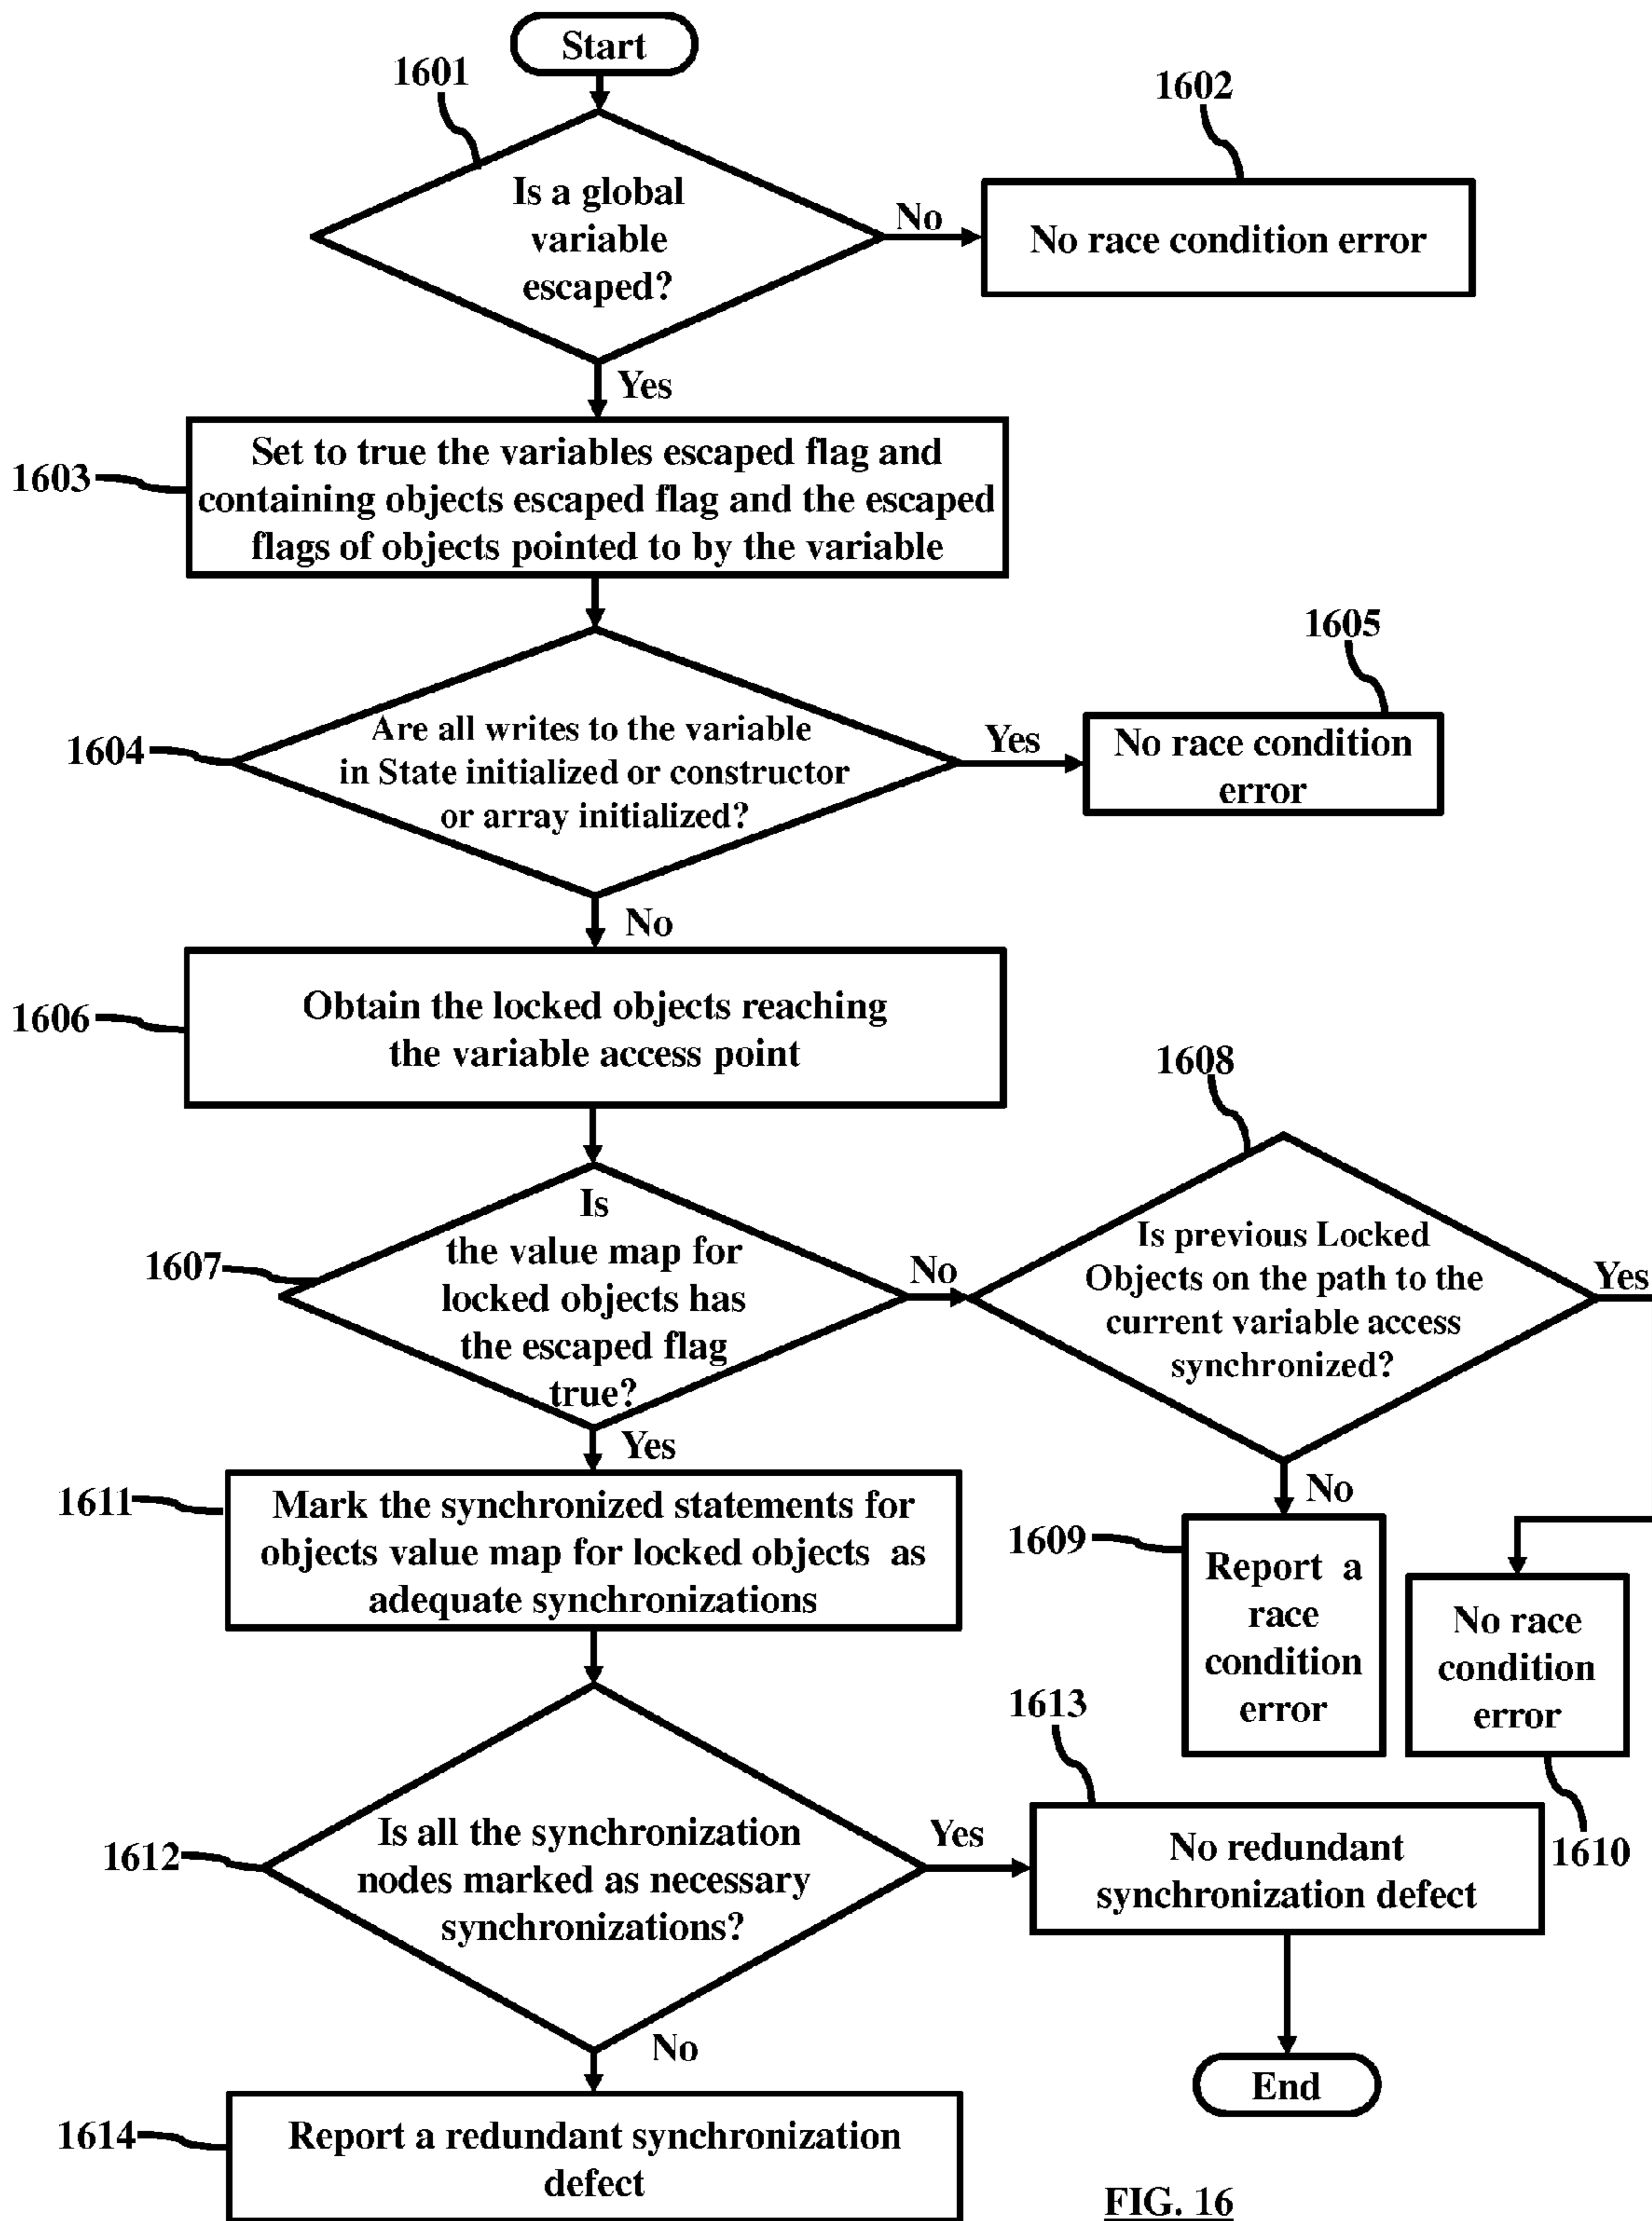 Start
1601
Is a global
variable
escaped?
No
1602
No race condition error
Yes
1603
Set to true the variables escaped flag and
containing objects escaped flag and the escaped
flags of objects pointed to by the variable
1604
Are all writes to the variable
in State initialized or constructor
or array initialized?
Yes
1605
No race condition
error
No
1606
Obtain the locked objects reaching
the variable access point
1607
Is
the value map for
locked objects has
the escaped flag
true?
No
1608
Is previous Locked
Objects on the path to the
current variable access
synchronized?
Yes
Yes
No
1611
Mark the synchronized statements for
objects value map for locked objects as
adequate synchronizations
1609
Report a
race
condition
error
No race
condition
error
1610
1612
Is all the synchronization
nodes marked as necessary
synchronizations?
Yes
1613
No redundant
synchronization defect
No
End
1614
Report a redundant synchronization
defect
FIG. 16